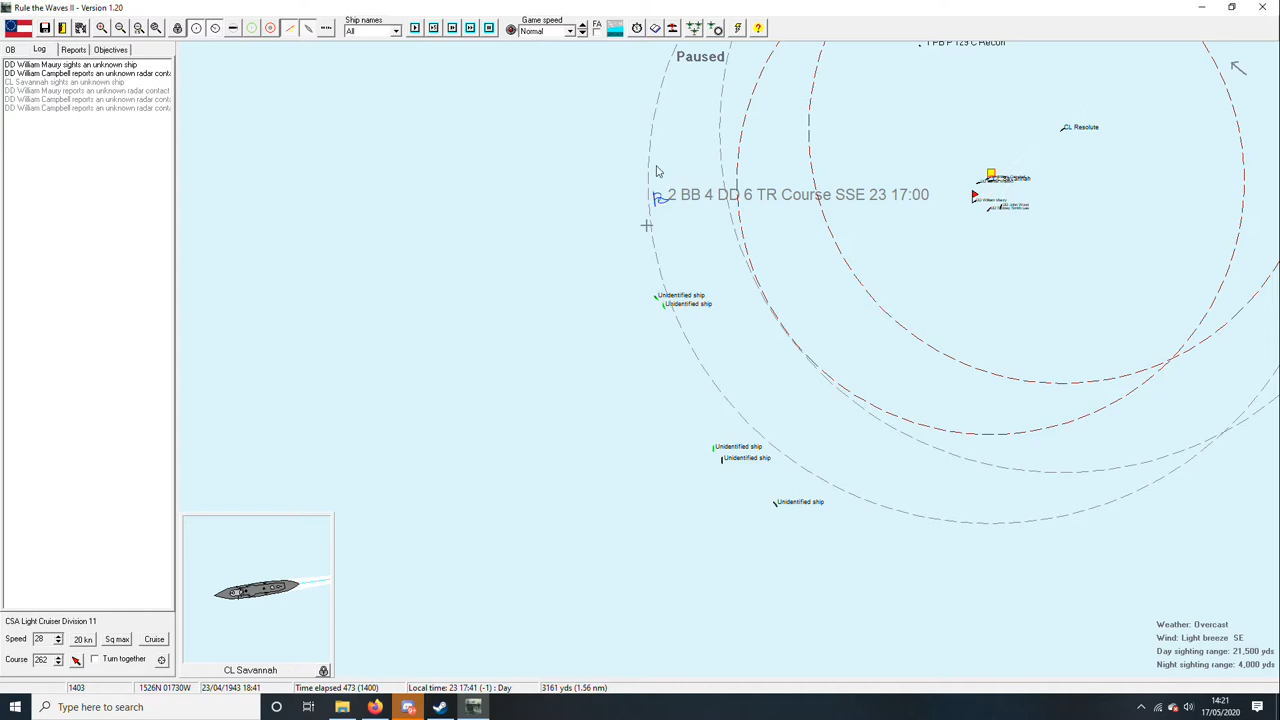 Rule the Waves II - Version 1.20
Ship names
All
Game speed
Normal
FA
OB
Log
Reports
Objectives
DD William Maury sights an unknown ship
DD William Campbell reports an unknown radar conta
CL Savannah sights an unknown ship
DD William Maury reports an unknown radar contact
DD William Campbell reports an unknown radar conta
DD William Campbell reports an unknown radar conta
Paused
CL Resolute
2 BB 4 DD 6 TR Course SSE 23 17:00
Unidentified ship
Unidentified ship
Unidentified ship
Unidentified ship
Unidentified ship
CL Savannah
CSA Light Cruiser Division 11
Speed 28 20 kn Sq max Cruise
Course 262 Turn together
Weather: Overcast
Wind: Light breeze SE
Day sighting range: 21,500 yds
Night sighting range: 4,000 yds
1403
1526N 01730W
23/04/1943 18:41
Time elapsed 473 (1400)
Local time: 23 17:41 (-1) : Day
3161 yds (1.56 nm)
Type here to search
14:21
17/05/2020